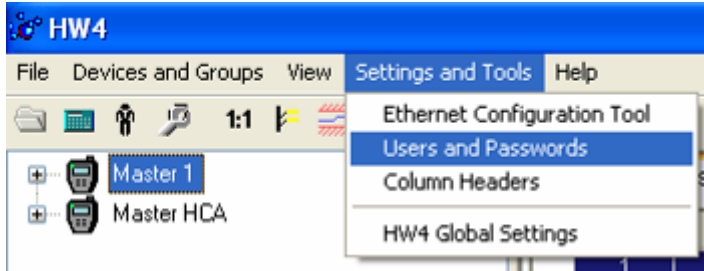 HW4
File Devices and Groups View Settings and Tools Help
1:1
Ethernet Configuration Tool
Users and Passwords
Column Headers
HW4 Global Settings
Master 1
Master HCA
1